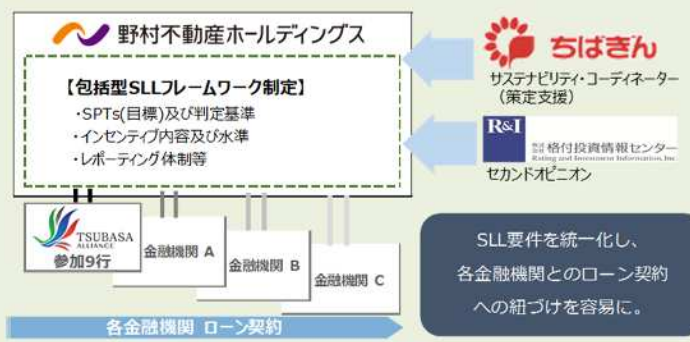 野村不動産ホールディングス
【包括型SLLフレームワーク制定】
・SPTs(目標)及び判定基準
・インセンティブ内容及び水準
・レポーティング体制等
ちばぎん
サステナビリティ・コーディネーター
（策定支援）
R&I
株式会社 格付投資情報センター
Rating and Investment Information, Inc.
セカンドオピニオン
TSUBASA
ALLIANCE
参加9行
金融機関 A
金融機関 B
金融機関 C
SLL要件を統一化し、
各金融機関とのローン契約
への紐づけを容易に。
各金融機関 ローン契約